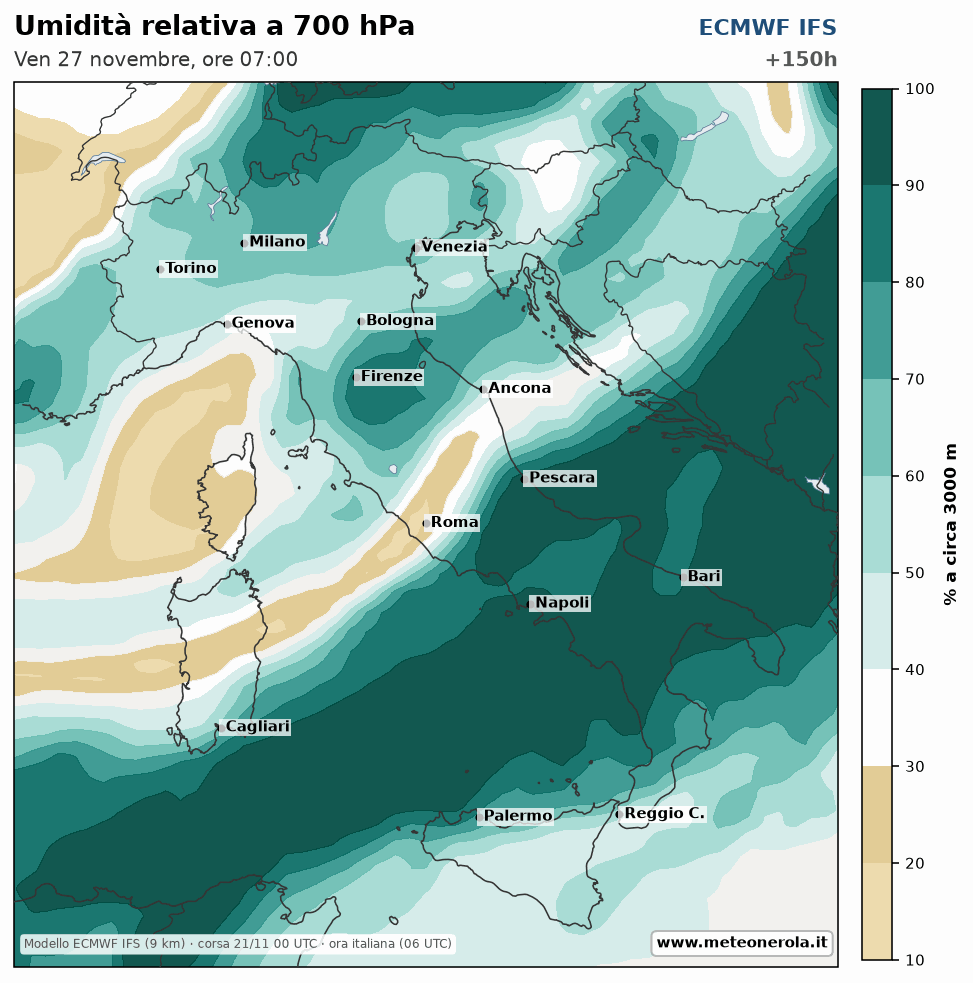 Umidità relativa a 700 hPa
ECMWF IFS
Ven 27 novembre, ore 07:00
+150h
100
90
80
70
60
50
40
30
20
10
% a circa 3000 m
Milano
Venezia
Torino
Genova
Bologna
Firenze
Ancona
Pescara
Roma
Bari
Napoli
Cagliari
Palermo
Reggio C.
Modello ECMWF IFS (9 km) · corsa 21/11 00 UTC · ora italiana (06 UTC)
www.meteonerola.it